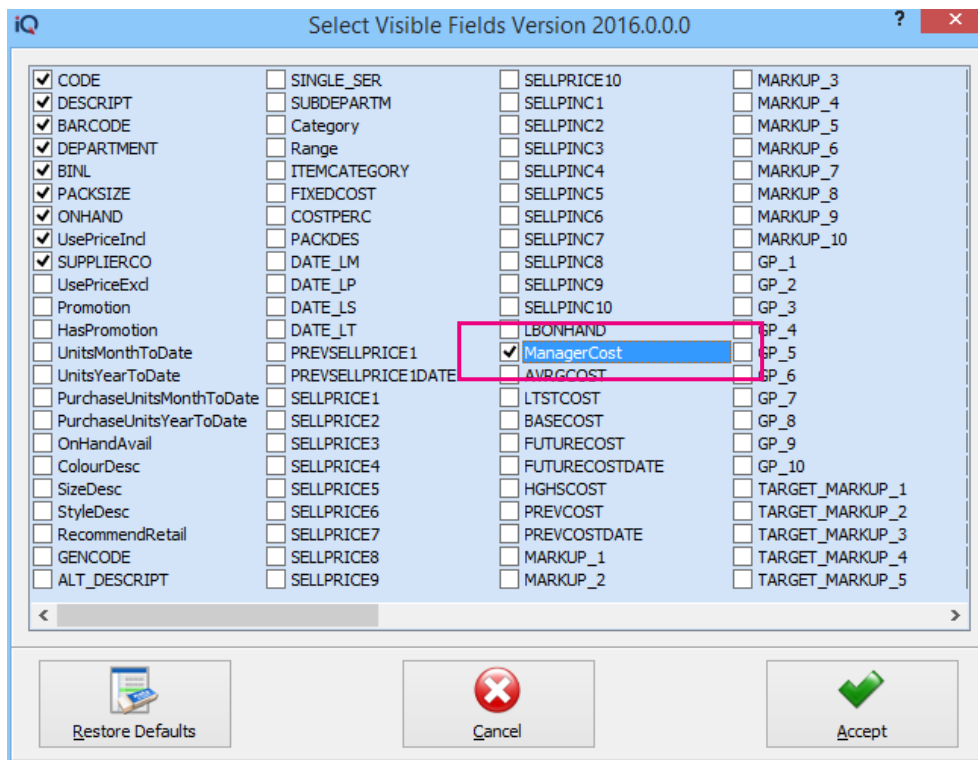 iQ
Select Visible Fields Version 2016.0.0.0
?
CODE
DESCRIPT
BARCODE
DEPARTMENT
BINL
PACKSIZE
ONHAND
UsePriceIncl
SUPPLIERCO
UsePriceExcl
Promotion
HasPromotion
UnitsMonthToDate
UnitsYearToDate
PurchaseUnitsMonthToDate
PurchaseUnitsYearToDate
OnHandAvail
ColourDesc
SizeDesc
StyleDesc
RecommendRetail
GENCODE
ALT_DESCRIPT
SINGLE_SER
SUBDEPARTM
Category
Range
ITEMCATEGORY
FIXEDCOST
COSTPERC
PACKDES
DATE_LM
DATE_LP
DATE_LS
DATE_LT
PREVSELLPRICE1
PREVSELLPRICE1DATE
SELLPRICE1
SELLPRICE2
SELLPRICE3
SELLPRICE4
SELLPRICE5
SELLPRICE6
SELLPRICE7
SELLPRICE8
SELLPRICE9
SELLPRICE10
SELLPINC1
SELLPINC2
SELLPINC3
SELLPINC4
SELLPINC5
SELLPINC6
SELLPINC7
SELLPINC8
SELLPINC9
SELLPINC10
LBONHAND
ManagerCost
AVRGCOST
LTSTCOST
BASECOST
FUTURECOST
FUTURECOSTDATE
HGHSCOST
PREVCOST
PREVCOSTDATE
MARKUP_1
MARKUP_2
MARKUP_3
MARKUP_4
MARKUP_5
MARKUP_6
MARKUP_7
MARKUP_8
MARKUP_9
MARKUP_10
GP_1
GP_2
GP_3
GP_4
GP_5
GP_6
GP_7
GP_8
GP_9
GP_10
TARGET_MARKUP_1
TARGET_MARKUP_2
TARGET_MARKUP_3
TARGET_MARKUP_4
TARGET_MARKUP_5
Restore Defaults
Cancel
Accept